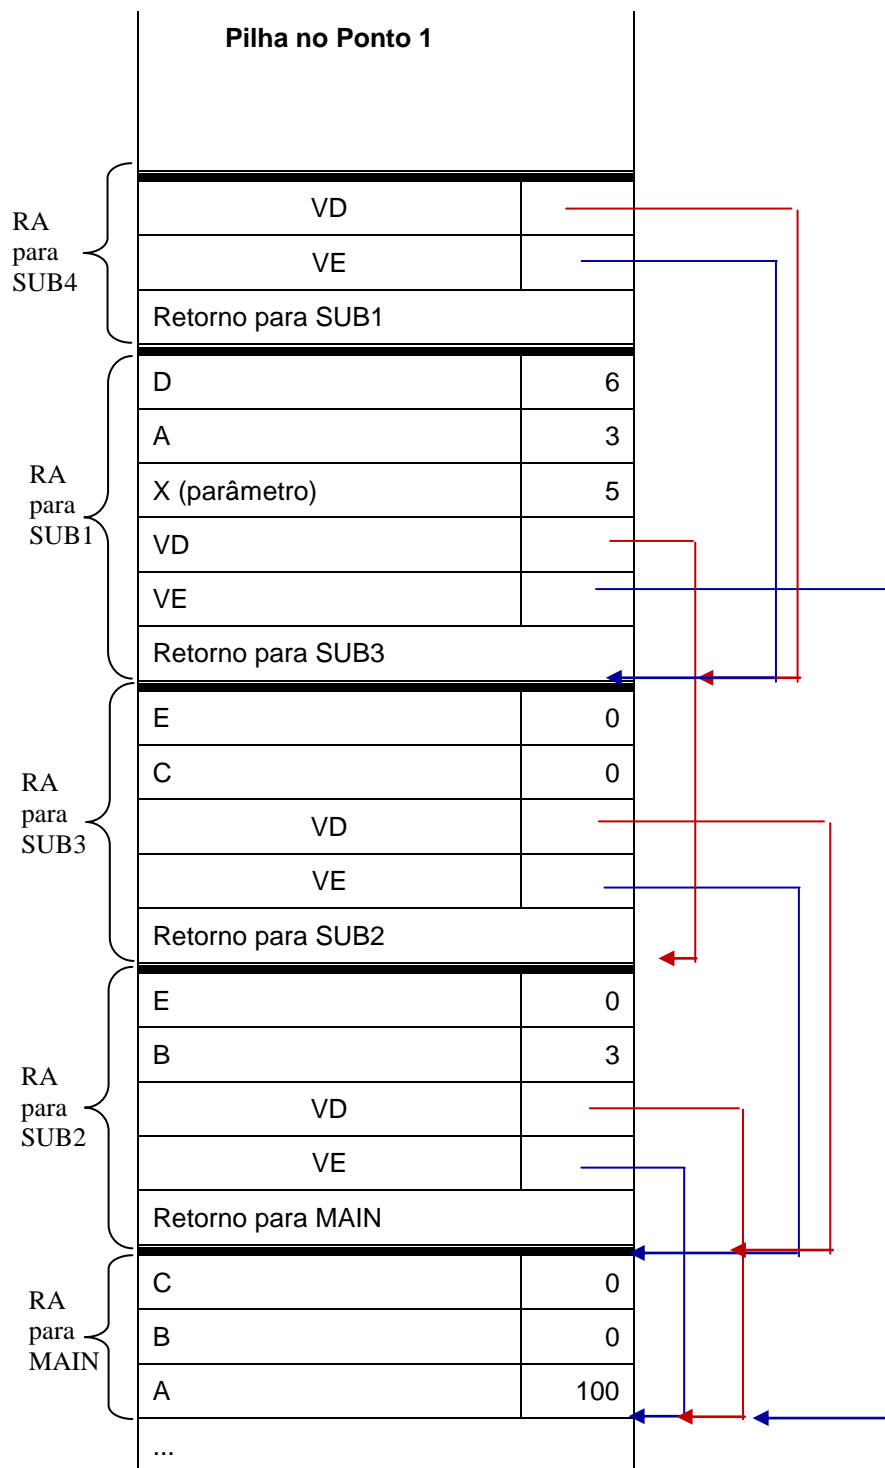 Pilha no Ponto 1
RA
para
SUB4
VD
VE
Retorno para SUB1
RA
para
SUB1
D 6
A 3
X (parâmetro) 5
VD
VE
Retorno para SUB3
RA
para
SUB3
E 0
C 0
VD
VE
Retorno para SUB2
RA
para
SUB2
E 0
B 3
VD
VE
Retorno para MAIN
RA
para
MAIN
C 0
B 0
A 100
...